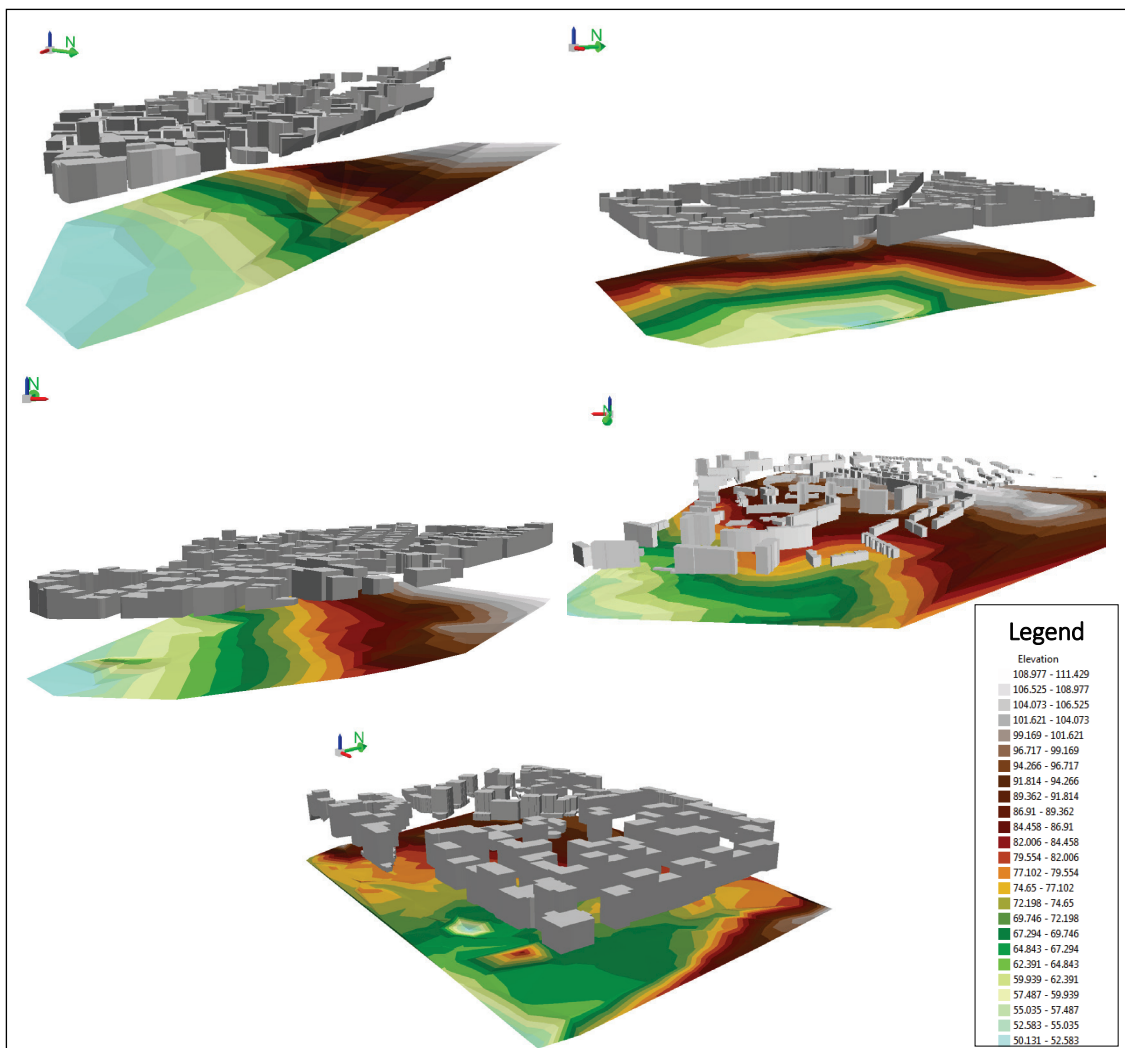 N
N
N
N
N
Legend
Elevation
108.977 - 111.429
106.525 - 108.977
104.073 - 106.525
101.621 - 104.073
99.169 - 101.621
96.717 - 99.169
94.266 - 96.717
91.814 - 94.266
89.362 - 91.814
86.91 - 89.362
84.458 - 86.91
82.006 - 84.458
79.554 - 82.006
77.102 - 79.554
74.65 - 77.102
72.198 - 74.65
69.746 - 72.198
67.294 - 69.746
64.843 - 67.294
62.391 - 64.843
59.939 - 62.391
57.487 - 59.939
55.035 - 57.487
52.583 - 55.035
50.131 - 52.583